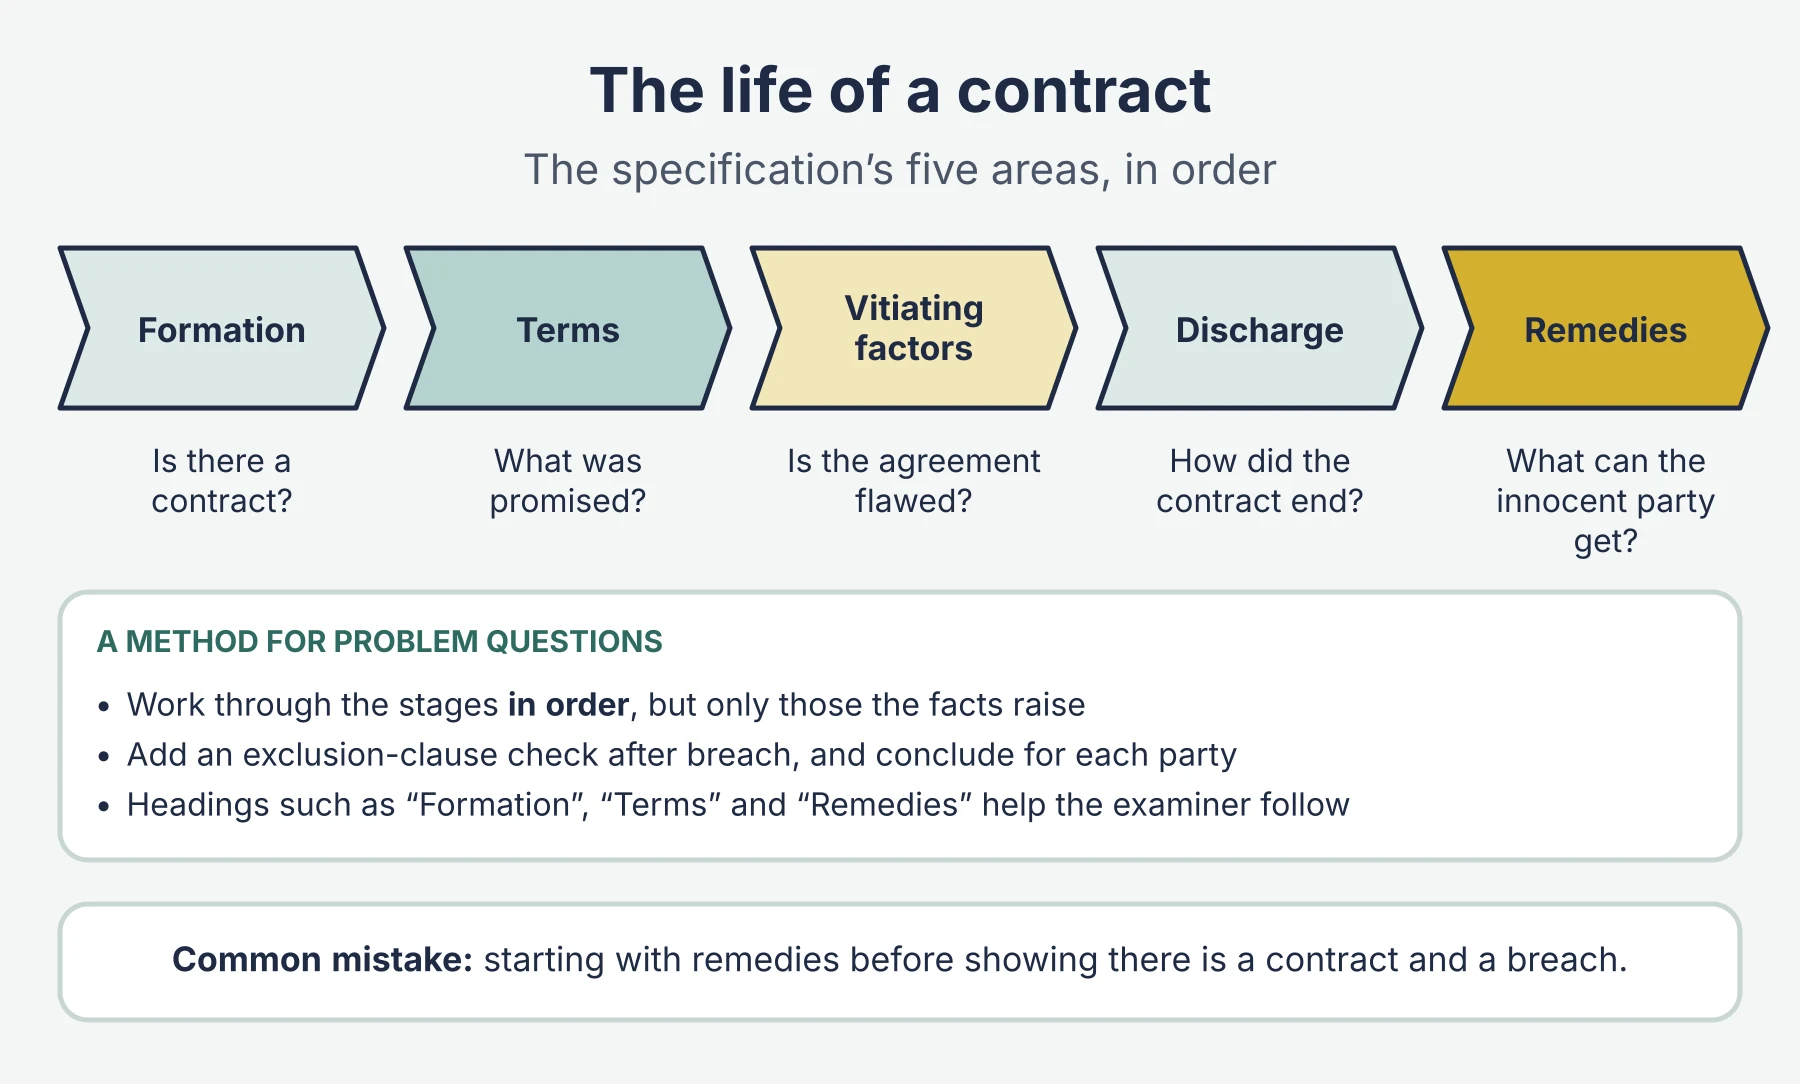 The life of a contract
The specification’s five areas, in order
Formation
Terms
Vitiating
factors
Discharge
Remedies
Is there a
contract?
What was
promised?
Is the agreement
flawed?
How did the
contract end?
What can the
innocent party
get?
A METHOD FOR PROBLEM QUESTIONS
• Work through the stages in order, but only those the facts raise
• Add an exclusion-clause check after breach, and conclude for each party
• Headings such as “Formation”, “Terms” and “Remedies” help the examiner follow
Common mistake: starting with remedies before showing there is a contract and a breach.